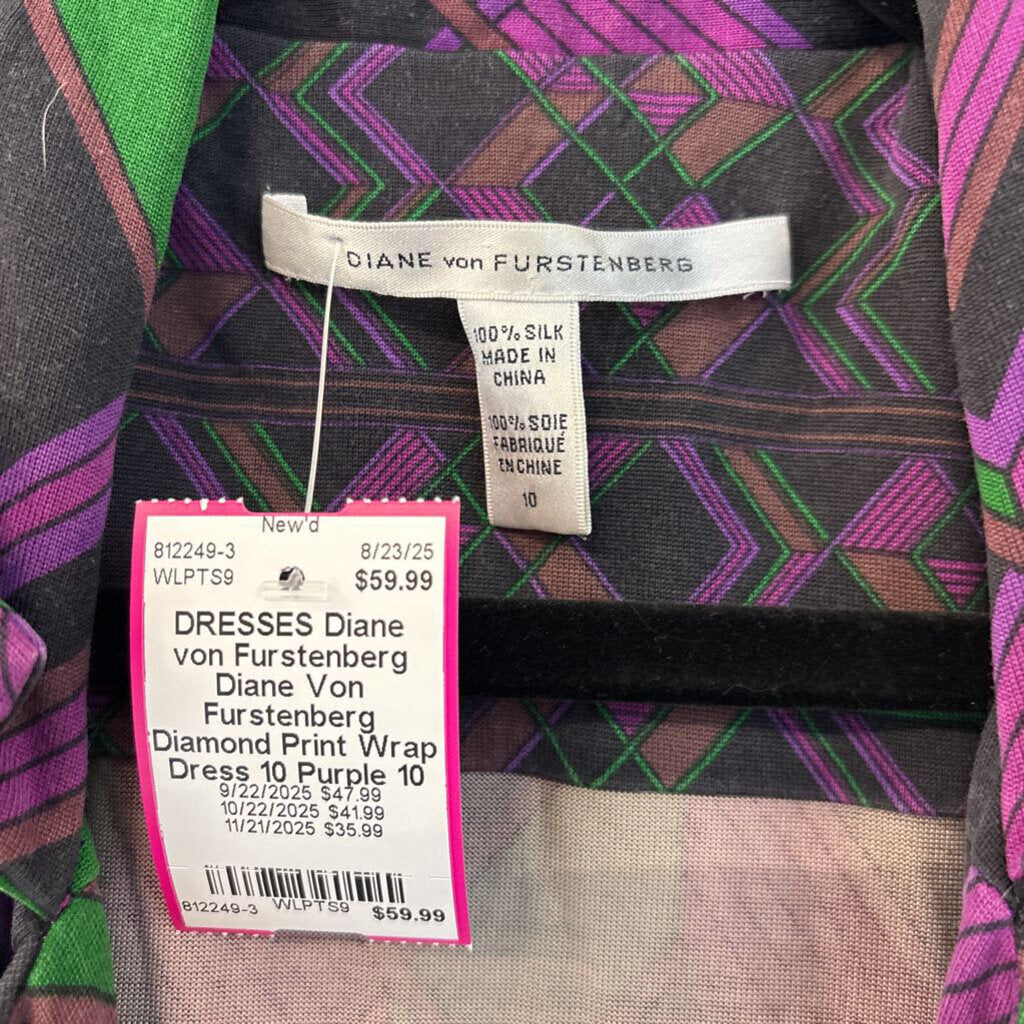 DIANE von FURSTENBERG
100% SILK
MADE IN
CHINA
100% SOIE
FABRIQUÉ
EN CHINE
10
New'd
812249-3 8/23/25
WLPTS9 $59.99
DRESSES Diane
von Furstenberg
Diane Von
Furstenberg
Diamond Print Wrap
Dress 10 Purple 10
9/22/2025 $47.99
10/22/2025 $41.99
11/21/2025 $35.99
812249-3 WLPTS9 $59.99